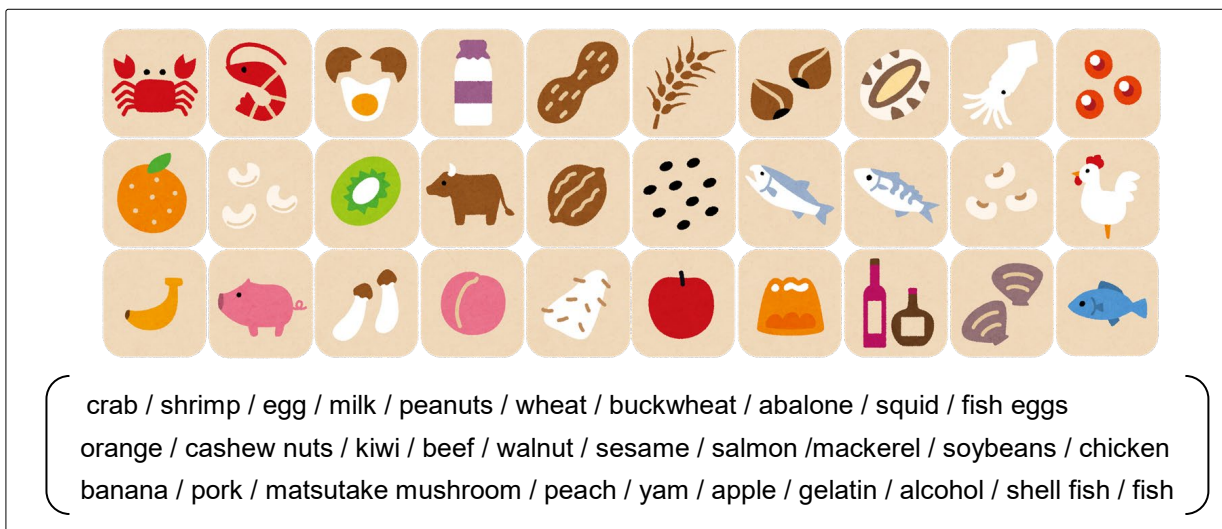 crab / shrimp / egg / milk / peanuts / wheat / buckwheat / abalone / squid / fish eggs
orange / cashew nuts / kiwi / beef / walnut / sesame / salmon /mackerel / soybeans / chicken
banana / pork / matsutake mushroom / peach / yam / apple / gelatin / alcohol / shell fish / fish